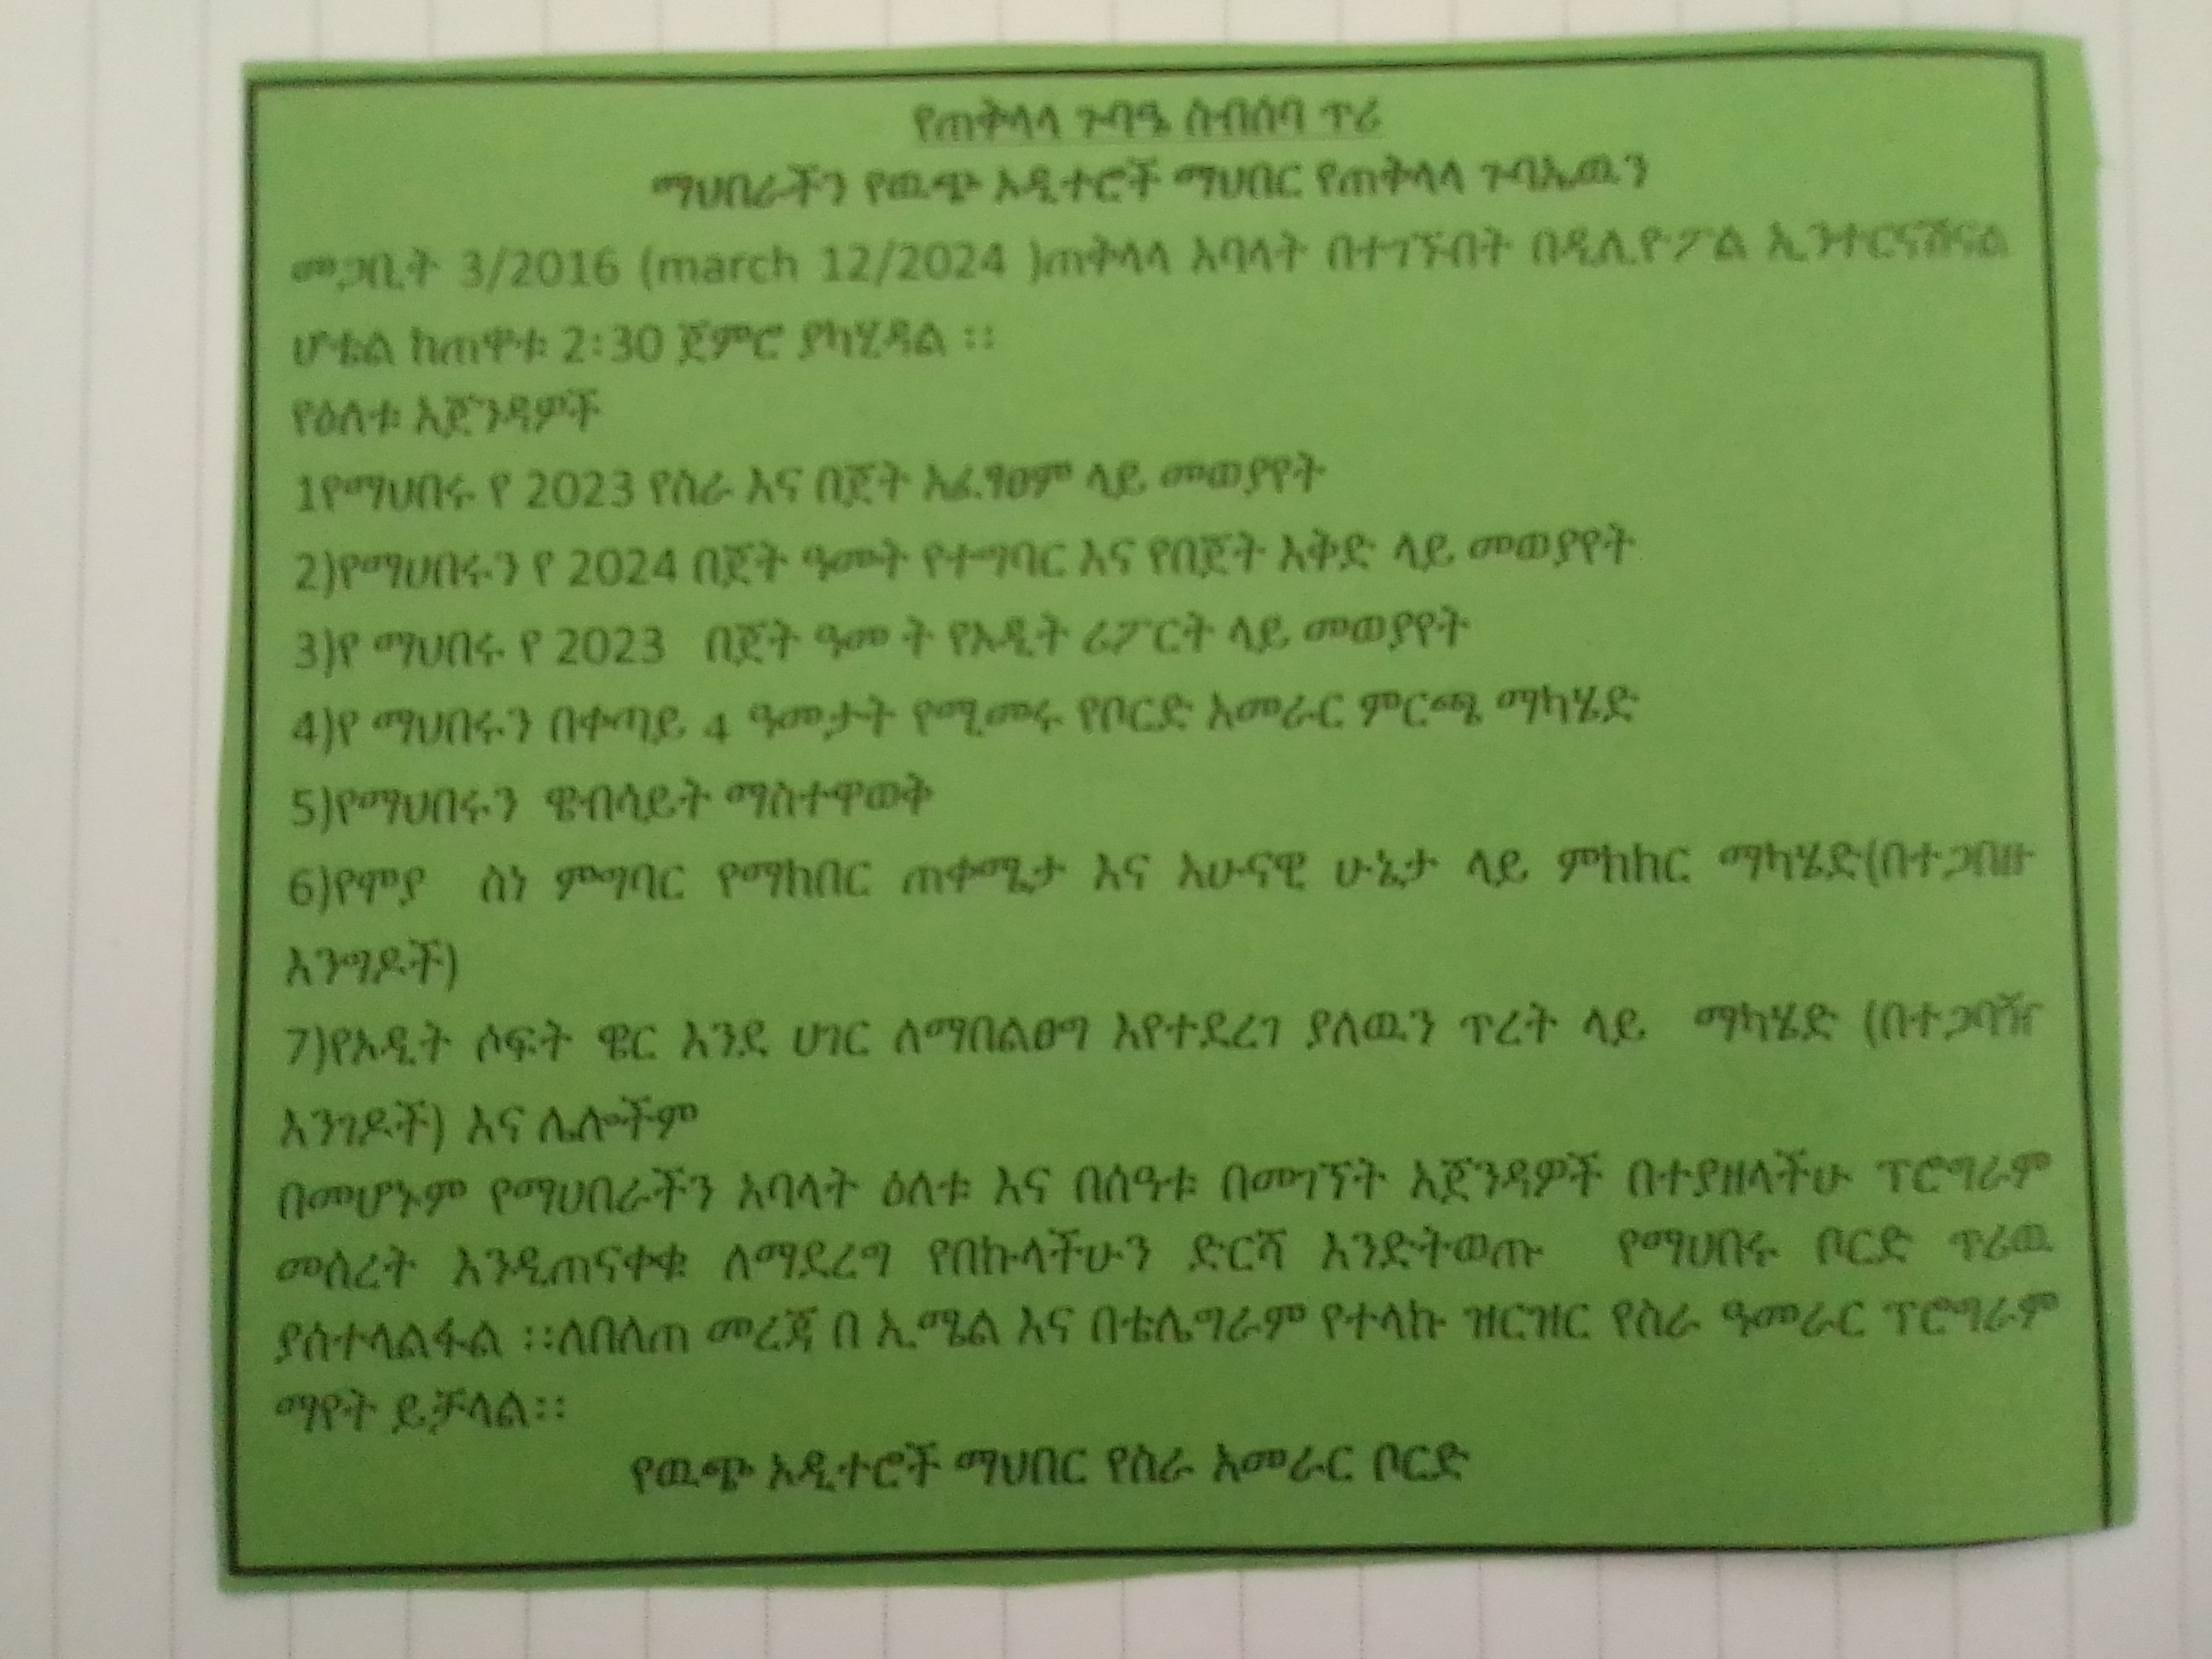 የጠቅላላ ጉባዔ ስብሰባ ጥሪ
ማህበራችን የዉጭ አዲተሮች ማህበር የጠቅላላ ጉባኤዉን
መጋቢት 3/2016 (march 12/2024 )ጠቅላላ አባላት በተገኙበት በዲሊዮፖል ኢንተርናሽናል
ሆቴል ከጠዋቱ 2:30 ጀምሮ ያካሂዳል ፡፡
የዕለቱ አጀንዳዎች
1የማህበሩ የ 2023 የስራ እና በጀት አፈፃፀም ላይ መወያየት
2)የማህበሩን የ 2024 በጀት ዓመት የተግባር እና የበጀት እቅድ ላይ መወያየት
3)የ ማህበሩ የ 2023 በጀት ዓመ ት የኦዲት ሪፖርት ላይ መወያየት
4)የ ማህበሩን በቀጣይ 4 ዓመታት የሚመሩ የቦርድ አመራር ምርጫ ማካሄድ
5)የማህበሩን ዌብሳይት ማስተዋወቅ
6)የሞያ ስነ ምግባር የማክበር ጠቀሜታ እና አሁናዊ ሁኔታ ላይ ምክክር ማካሄድ(በተጋበዙ
እንግዶች)
7)የኦዲት ሶፍት ዌር እንደ ሀገር ለማበልፀግ እየተደረገ ያለዉን ጥረት ላይ ማካሄድ (በተጋባዥ
እንገዶች) እና ሌሎችም
በመሆኑም የማህበራችን አባላት ዕለቱ እና በሰዓቱ በመገኘት አጀንዳዎች በተያዘላችሁ ፕሮግራም
መሰረት እንዲጠናቀቁ ለማደረግ የበኩላችሁን ድርሻ እንድትወጡ የማህበሩ ቦርድ ጥሪዉ
ያስተላልፋል ፡፡ለበለጠ መረጃ በ ኢሜል እና በቴሌግራም የተላኩ ዝርዝር የስራ ዓመራር ፕሮግራም
ማየት ይቻላል፡፡
የዉጭ ኦዲተሮች ማህበር የስራ አመራር ቦርድ